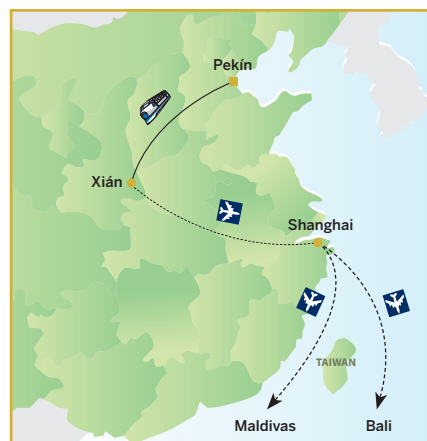 Pekín
Xián
Shanghai
TAIWAN
Maldivas
Bali